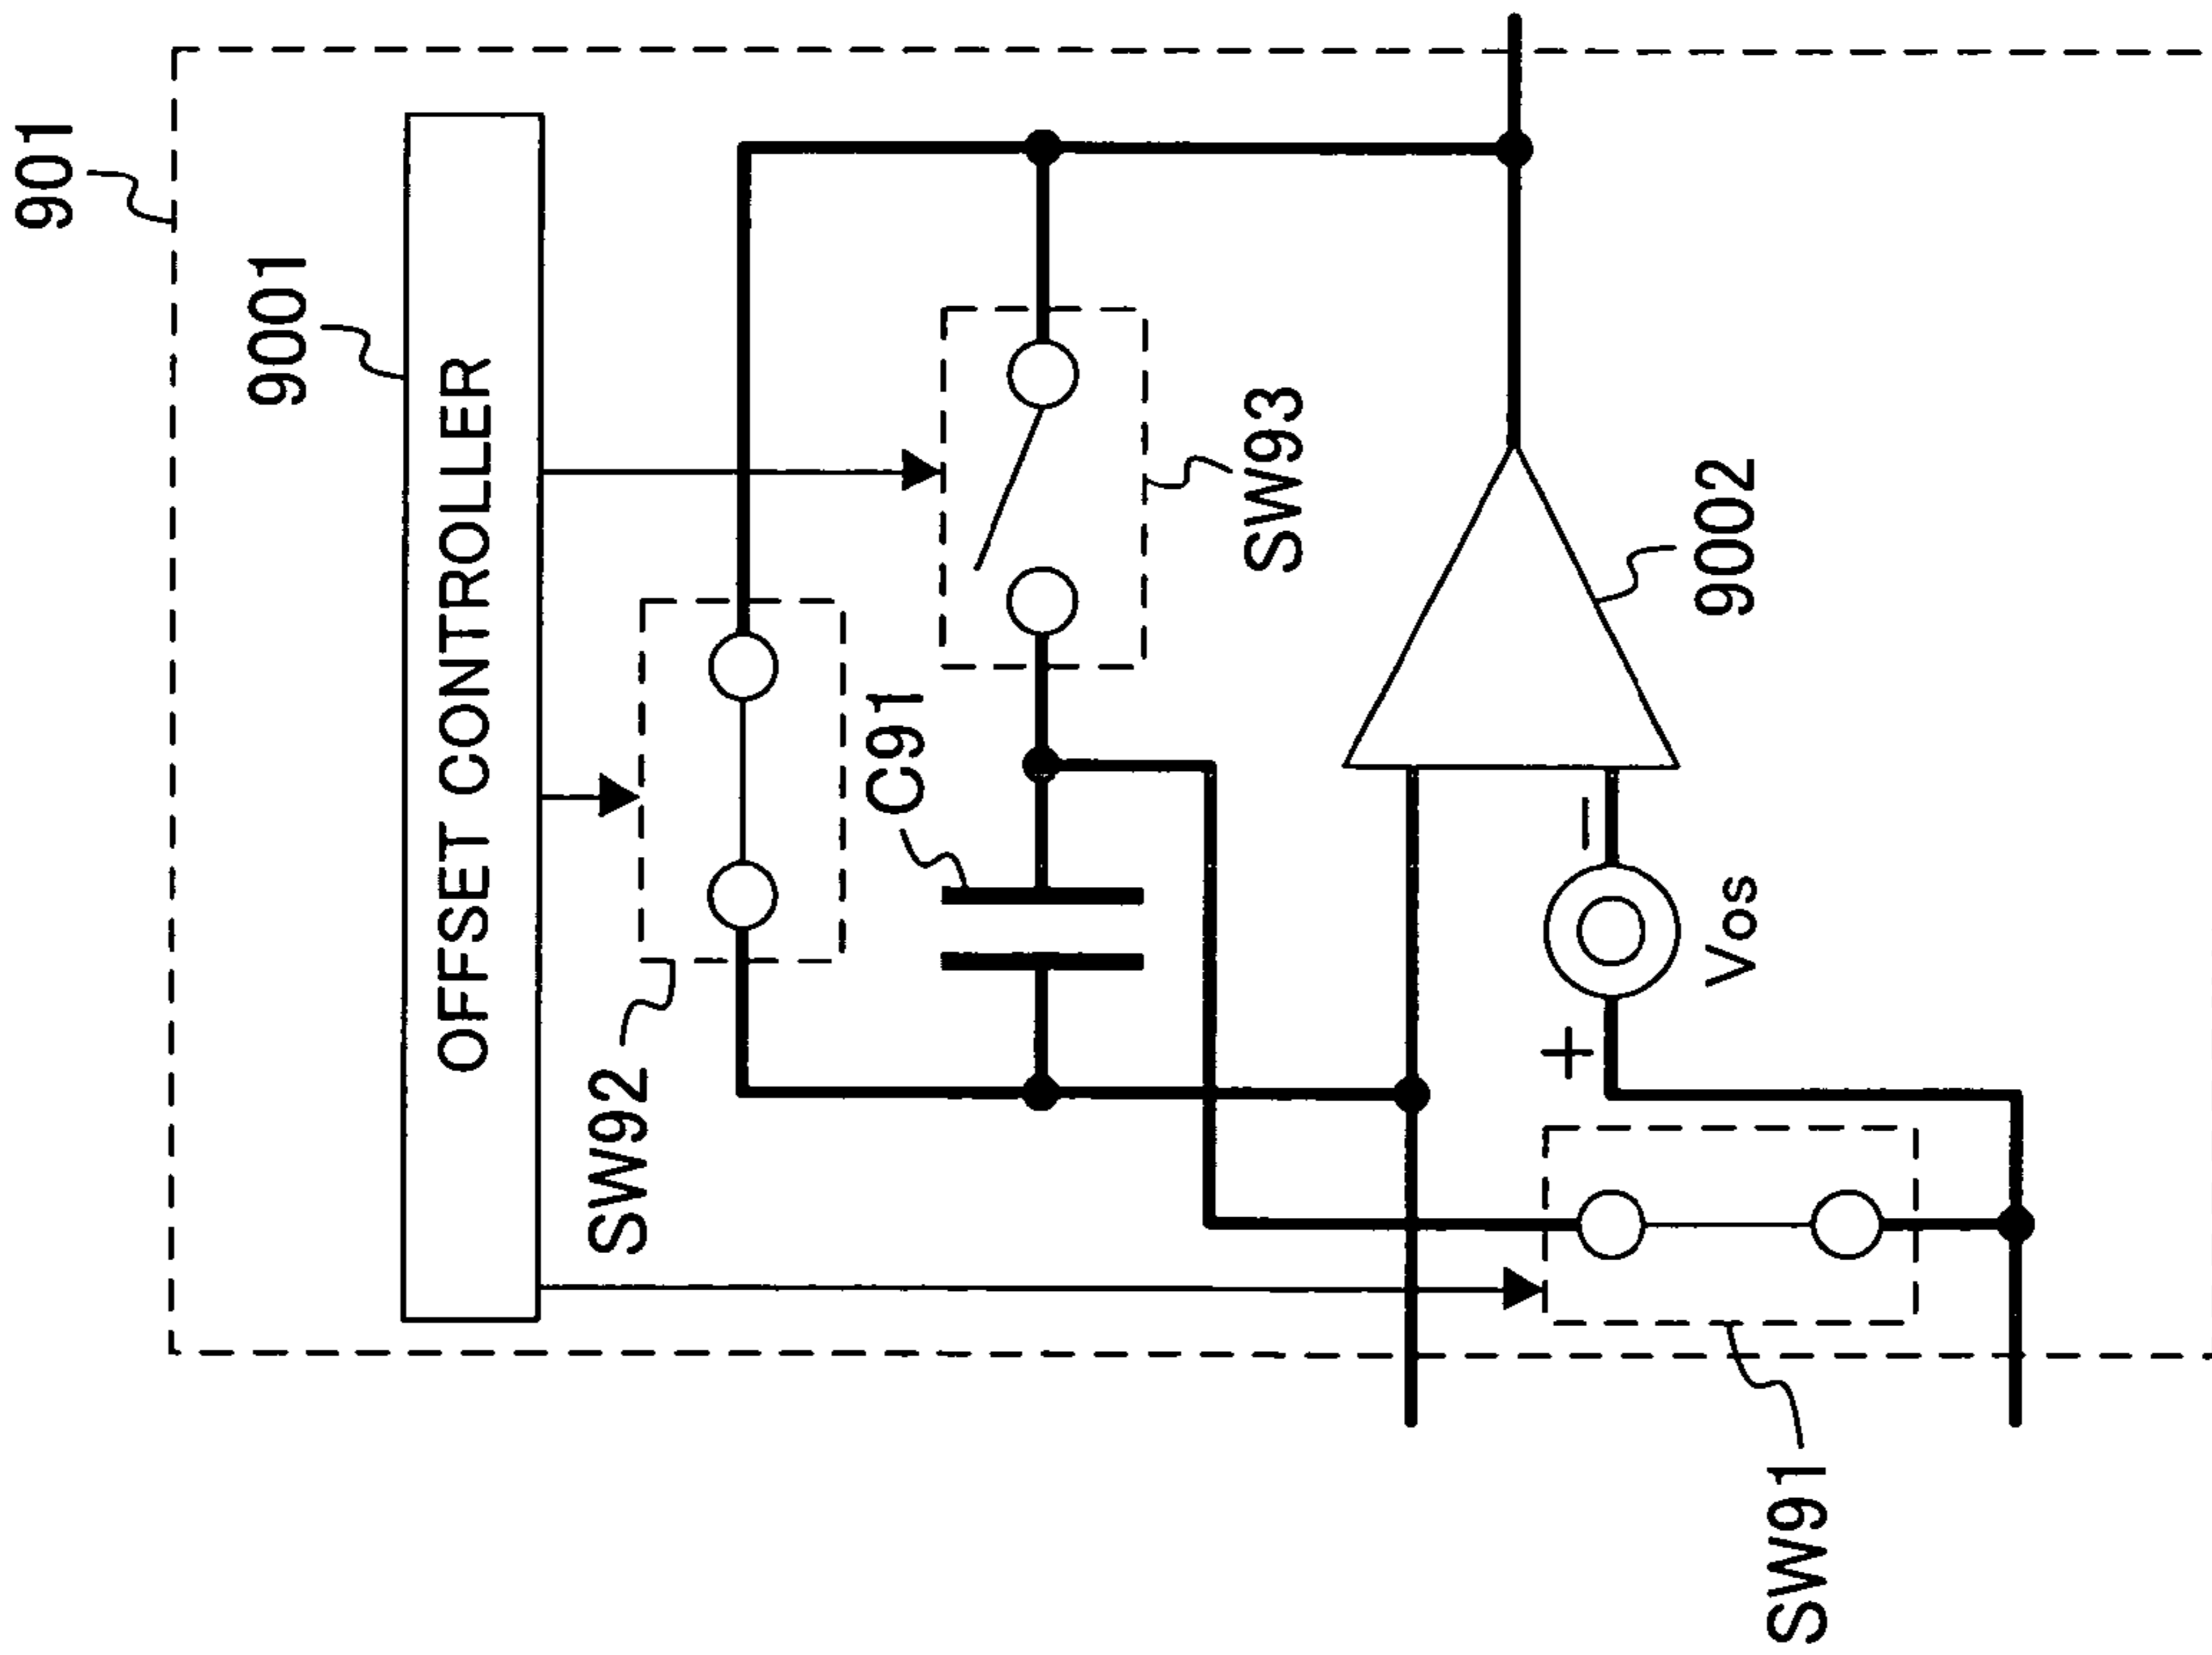 901
9001
OFFSET CONTROLLER
SW92
C91
SW93
9002
+
−
Vos
SW91